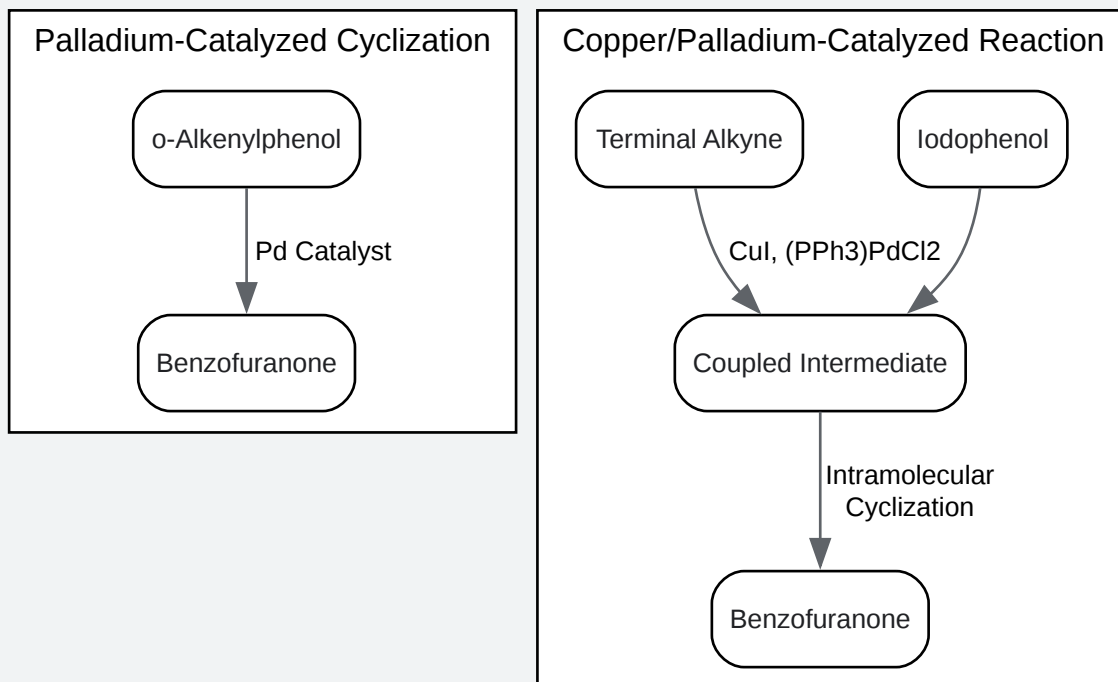 Palladium-Catalyzed Cyclization
o-Alkenylphenol
Pd Catalyst
Benzofuranone
Copper/Palladium-Catalyzed Reaction
Terminal Alkyne
Iodophenol
CuI, (PPh3)PdCl2
Coupled Intermediate
Intramolecular
Cyclization
Benzofuranone